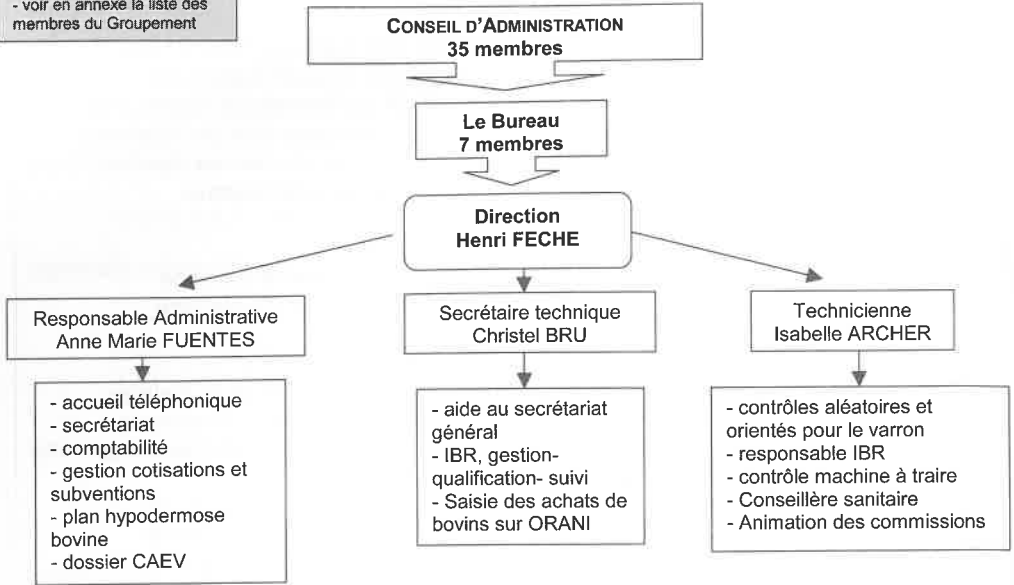 - voir en annexe la liste des
membres du Groupement
CONSEIL D'ADMINISTRATION
35 membres
Le Bureau
7 membres
Direction
Henri FECHE
Responsable Administrative
Anne Marie FUENTES
- accueil téléphonique
- secrétariat
- comptabilité
- gestion cotisations et
subventions
- plan hypodermose
bovine
- dossier CAEV
Secrétaire technique
Christel BRU
- aide au secrétariat
général
- IBR, gestion-
qualification- suivi
- Saisie des achats de
bovins sur ORANI
Technicienne
Isabelle ARCHER
- contrôles aléatoires et
orientés pour le varron
- responsable IBR
- contrôle machine à traire
- Conseillère sanitaire
- Animation des commissions